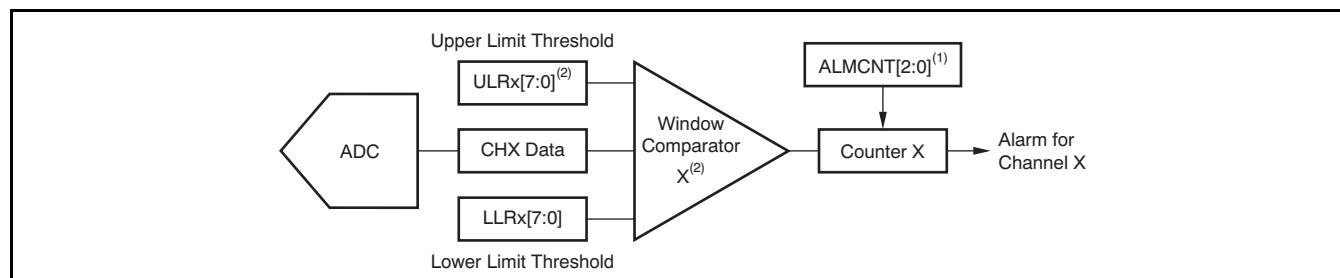 Upper Limit Threshold
ULRx[7:0](2)
ALMCNT[2:0](1)
ADC
CHX Data
Window
Comparator
X(2)
Counter X
Alarm for
Channel X
LLRx[7:0]
Lower Limit Threshold